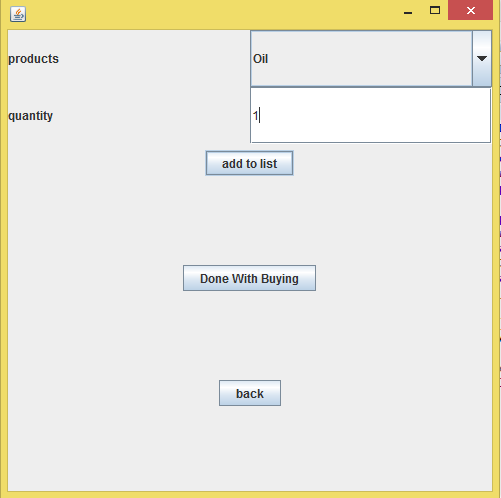 products
Oil
quantity
1
add to list
Done With Buying
back